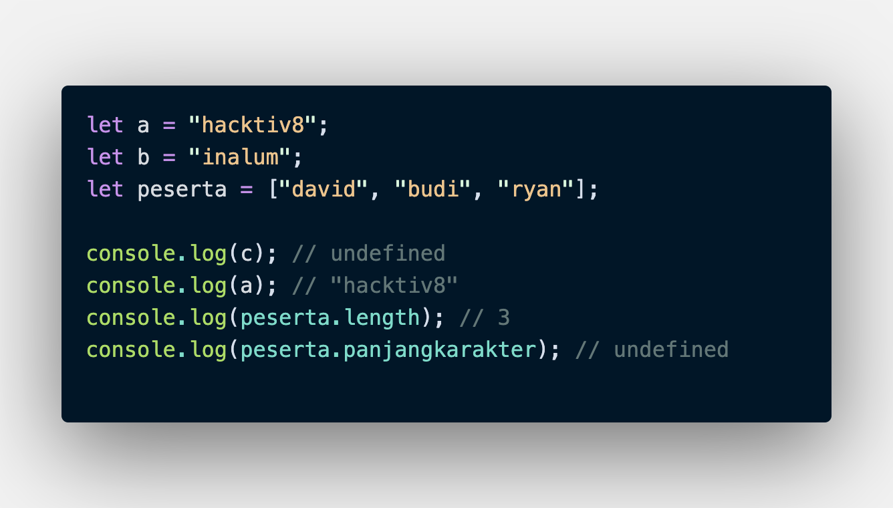 let a = "hacktiv8";
let b = "inalum";
let peserta = ["david", "budi", "ryan"];
console.log(c); // undefined
console.log(a); // "hacktiv8"
console.log(peserta.length); // 3
console.log(peserta.panjangkarakter); // undefined